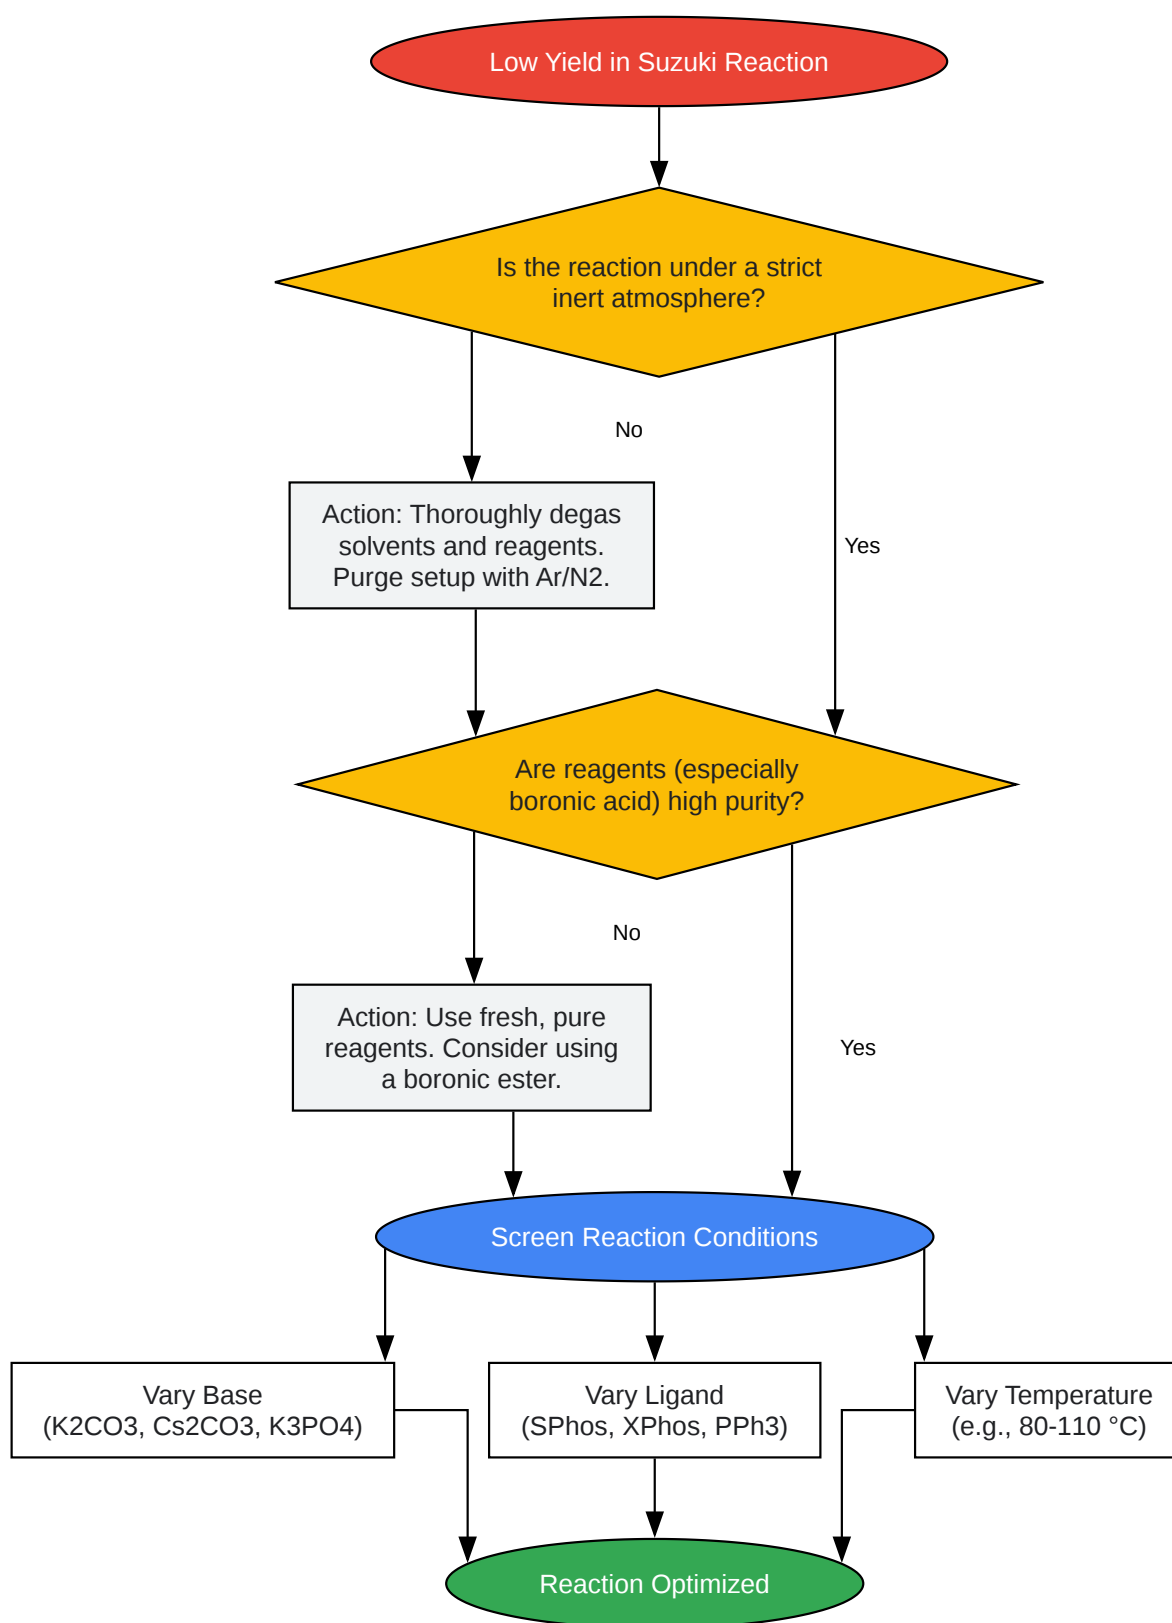 Low Yield in Suzuki Reaction
Is the reaction under a strict
inert atmosphere?
No
Action: Thoroughly degas
solvents and reagents.
Purge setup with Ar/N2.
Yes
Are reagents (especially
boronic acid) high purity?
No
Action: Use fresh, pure
reagents. Consider using
a boronic ester.
Yes
Screen Reaction Conditions
Vary Base
(K2CO3, Cs2CO3, K3PO4)
Vary Ligand
(SPhos, XPhos, PPh3)
Vary Temperature
(e.g., 80-110 °C)
Reaction Optimized